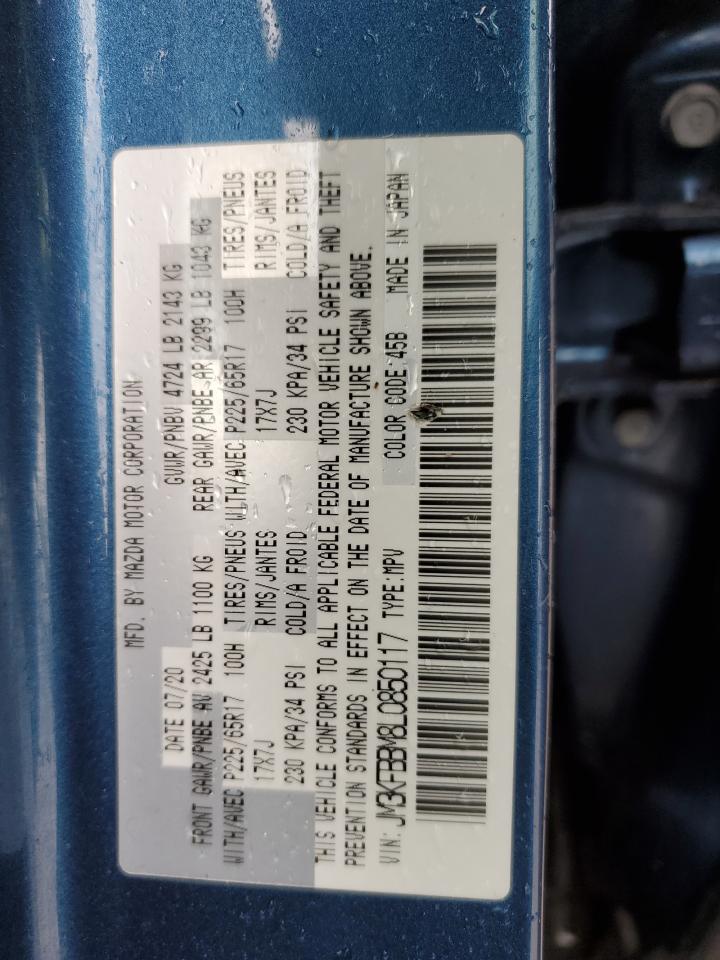 MFD. BY MAZDA MOTOR CORPORATION
DATE 07/20 GVWR/PNBV 4724 LB 2143 KG
FRONT GAWR/PNBE AV 2425 LB 1100 KG REAR GAWR/PNBE AR 2299 LB 1043 KG
WITH/AVEC P225/65R17 100H TIRES/PNEUS WITH/AVEC P225/65R17 100H TIRES/PNEUS
17X7J RIMS/JANTES 17X7J RIMS/JANTES
230 KPA/34 PSI COLD/A FROID 230 KPA/34 PSI COLD/A FROID
THIS VEHICLE CONFORMS TO ALL APPLICABLE FEDERAL MOTOR VEHICLE SAFETY AND THEFT
PREVENTION STANDARDS IN EFFECT ON THE DATE OF MANUFACTURE SHOWN ABOVE.
VIN: JM3KFBBM8L0850117 TYPE:MPV COLOR CODE:45B MADE IN JAPAN